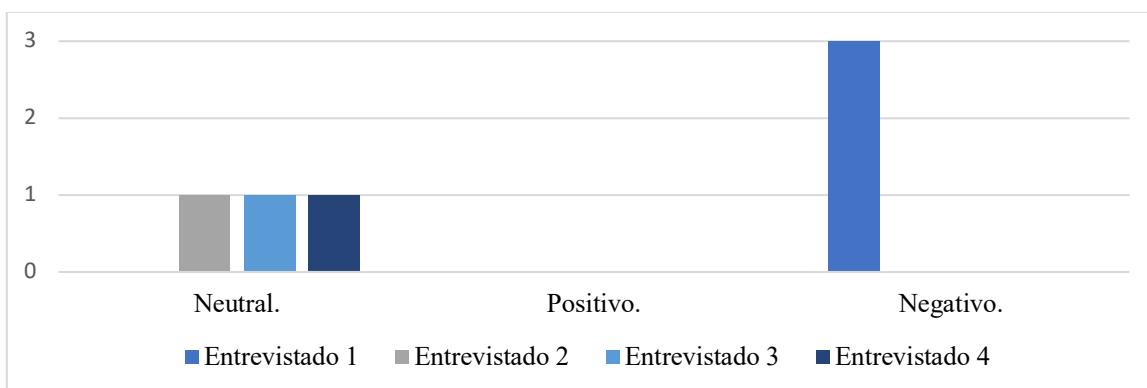 3
2
1
0
Neutral. Positivo. Negativo.
Entrevistado 1 Entrevistado 2 Entrevistado 3 Entrevistado 4